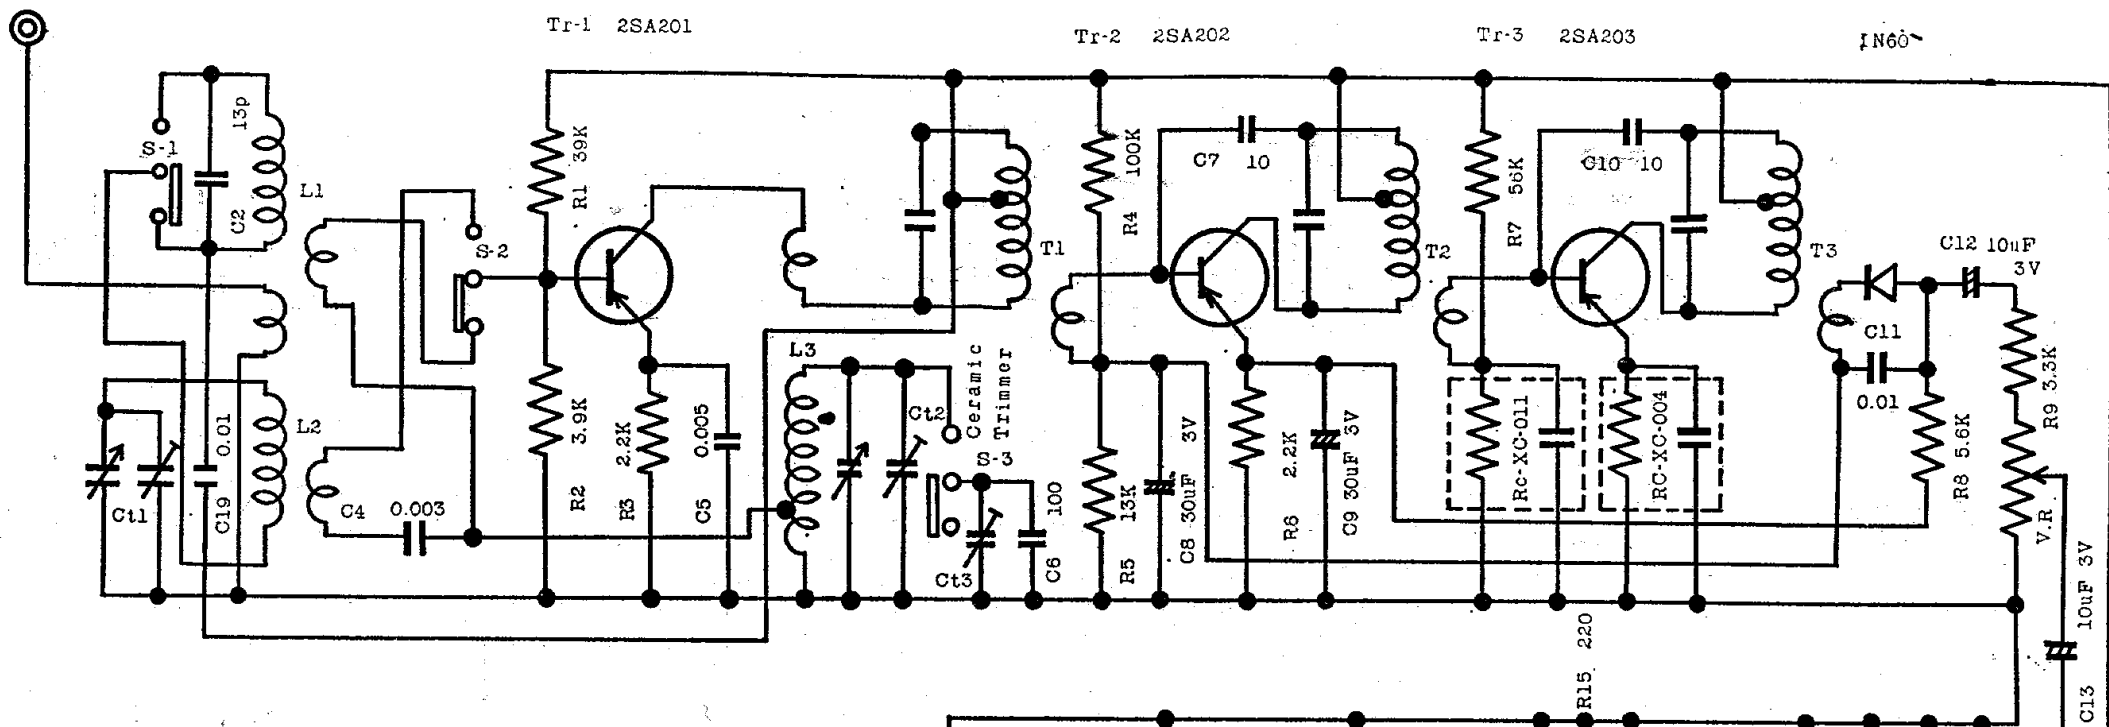 Tr-1 2SA201
Tr-2 2SA202
Tr-3 2SA203
1N60
13p
S-1
C2
L1
S-2
39K
R1
T1
100K
R4
C7 10
T2
56K
R7
C10 10
T3
C12 10uF
3V
C11
0.01
R9 3.3K
R8 5.6K
V.R
L2
Ct1
0.01
C19
C4 0.003
3.9K
R2
2.2K
R3
0.005
C5
L3
Ct2
Ceramic
Trimmer
S-3
Ct3
100
C6
13K
R5
C8 30uF 3V
2.2K
R6
C9 30uF 3V
Rc-XC-011
RC-XC-004
R15 220
10uF 3V
C13